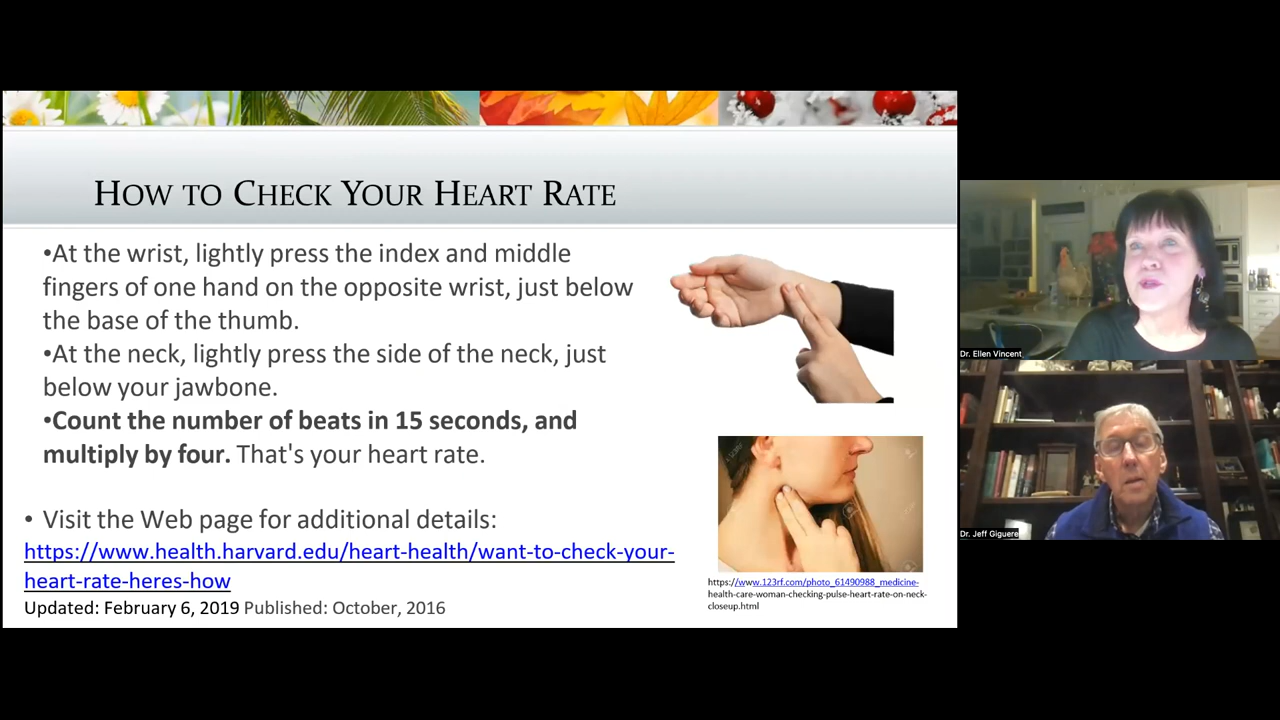 HOW TO CHECK YOUR HEART RATE
•At the wrist, lightly press the index and middle
fingers of one hand on the opposite wrist, just below
the base of the thumb.
•At the neck, lightly press the side of the neck, just
below your jawbone.
•Count the number of beats in 15 seconds, and
multiply by four. That's your heart rate.
• Visit the Web page for additional details:
https://www.health.harvard.edu/heart-health/want-to-check-your-
heart-rate-heres-how
Updated: February 6, 2019 Published: October, 2016
https://www.123rf.com/photo_61490988_medicine-
health-care-woman-checking-pulse-heart-rate-on-neck-
closeup.html
Dr. Ellen Vincent
Dr. Jeff Giguere